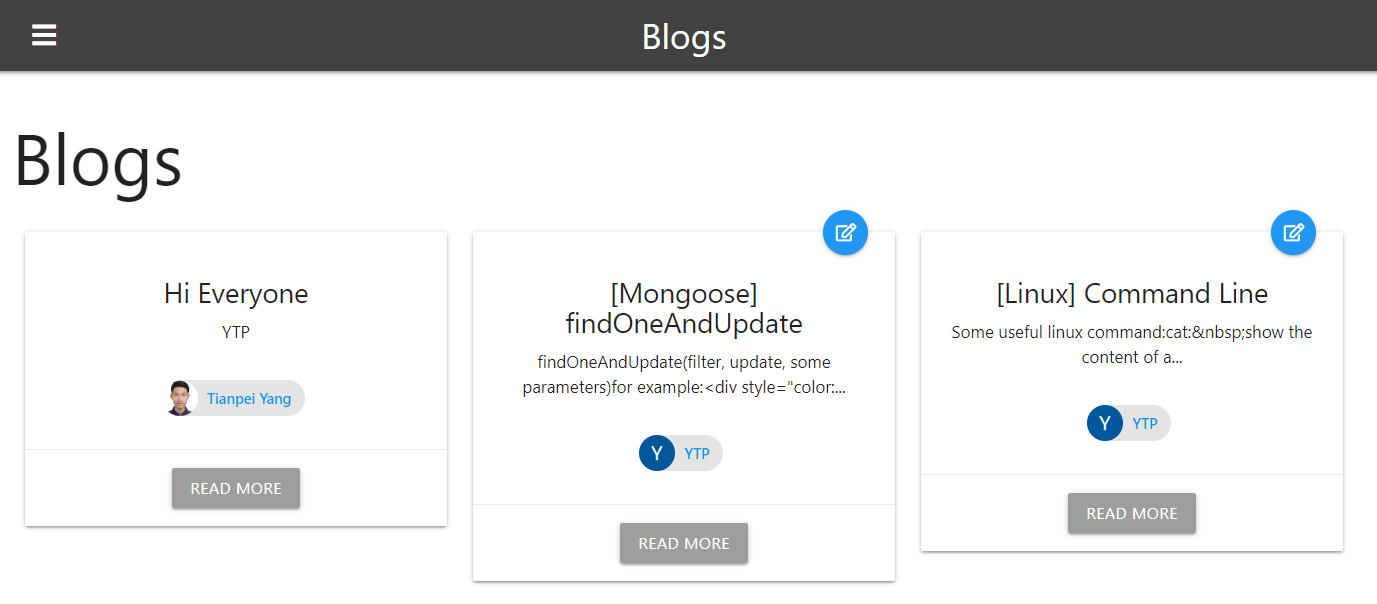 Blogs
Blogs
Hi Everyone
YTP
Tianpei Yang
READ MORE
[Mongoose]
findOneAndUpdate
findOneAndUpdate(filter, update, some
parameters)for example:<div style="color:...
Y YTP
READ MORE
[Linux] Command Line
Some useful linux command:cat:&nbsp;show the
content of a...
Y YTP
READ MORE